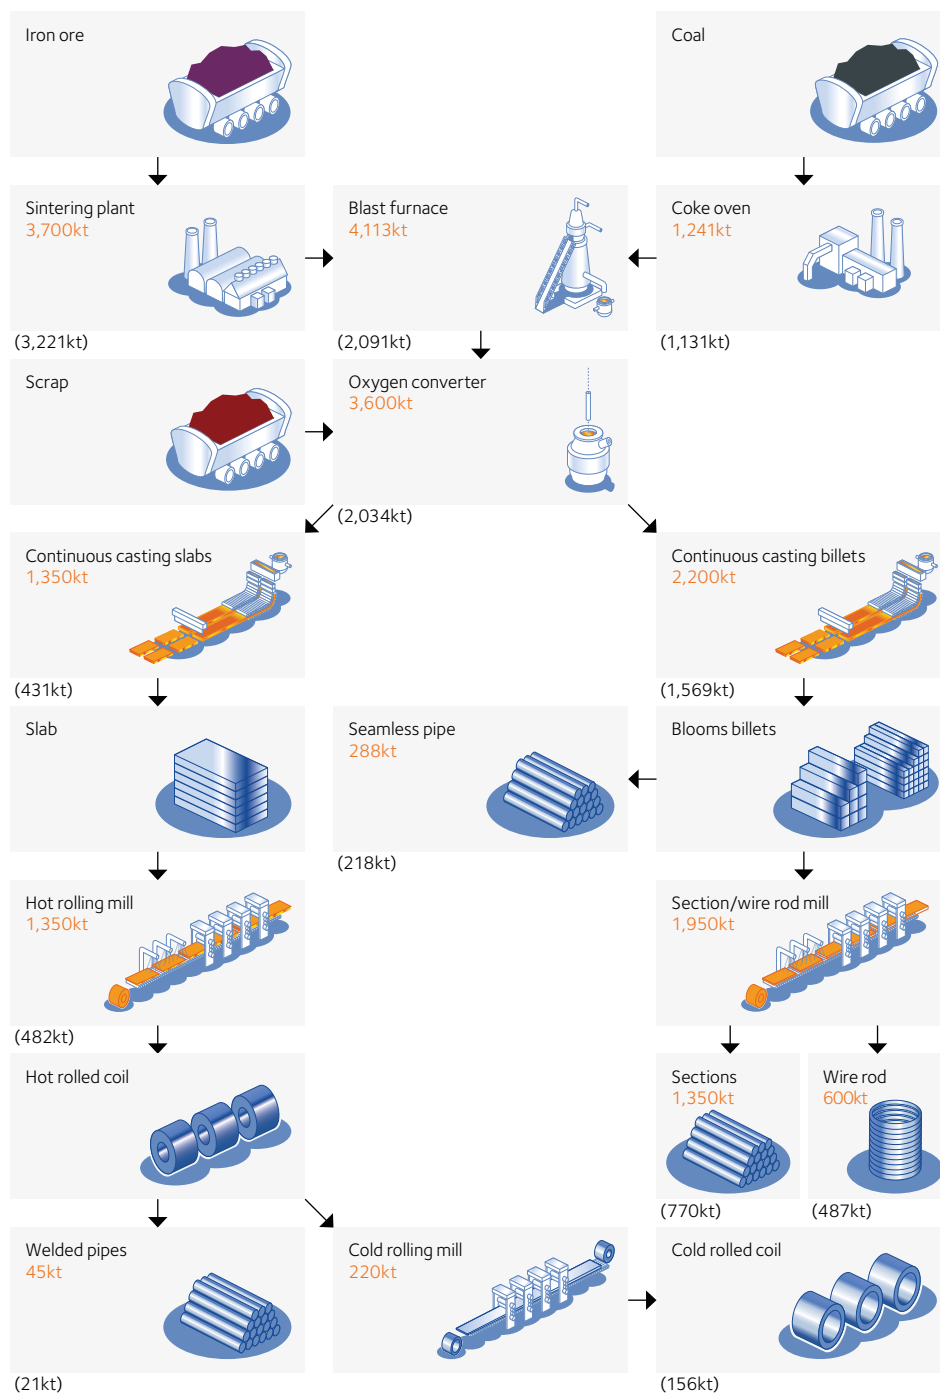 Iron ore
Coal
Sintering plant
3,700kt
Blast furnace
4,113kt
Coke oven
1,241kt
(3,221kt)
(2,091kt)
(1,131kt)
Scrap
Oxygen converter
3,600kt
(2,034kt)
Continuous casting slabs
1,350kt
Continuous casting billets
2,200kt
(431kt)
(1,569kt)
Slab
Seamless pipe
288kt
Blooms billets
(218kt)
Hot rolling mill
1,350kt
Section/wire rod mill
1,950kt
(482kt)
Hot rolled coil
Sections
1,350kt
Wire rod
600kt
(770kt)
(487kt)
Welded pipes
45kt
Cold rolling mill
220kt
Cold rolled coil
(21kt)
(156kt)